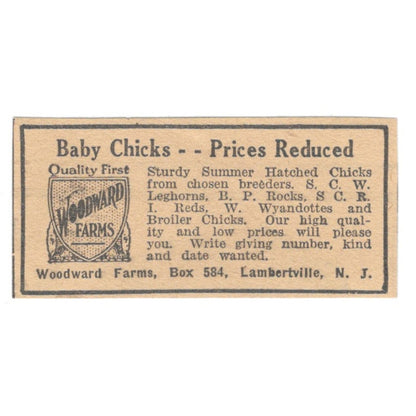 Baby Chicks - - Prices Reduced
Quality First
WOODWARD
FARMS
Sturdy Summer Hatched Chicks
from chosen breeders. S. C. W.
Leghorns, B. P. Rocks, S C R.
I. Reds, W. Wyandottes and
Broiler Chicks. Our high qual-
ity and low prices will please
you. Write giving number, kind
and date wanted.
Woodward Farms, Box 584, Lambertville, N. J.